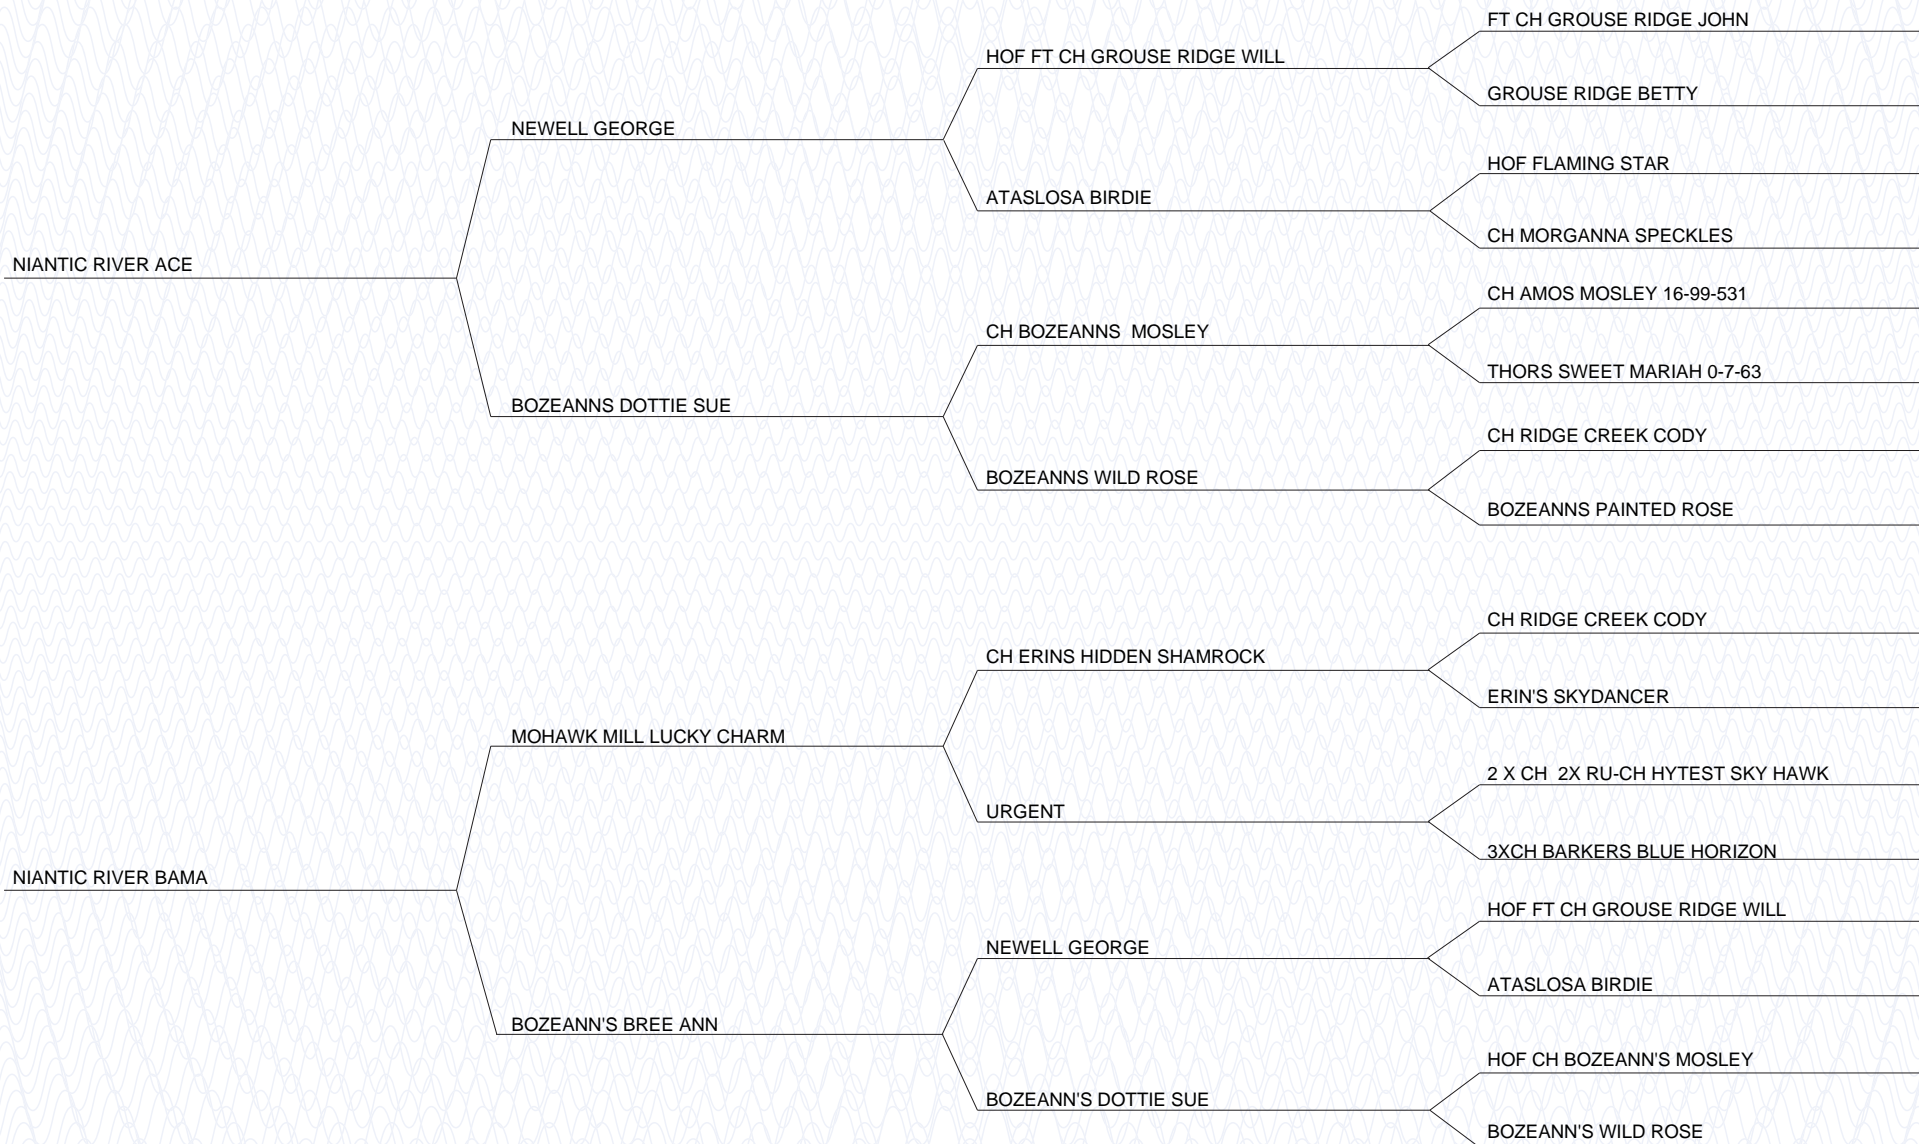 FT CH GROUSE RIDGE JOHN
HOF FT CH GROUSE RIDGE WILL
GROUSE RIDGE BETTY
NEWELL GEORGE
HOF FLAMING STAR
ATASLOSA BIRDIE
CH MORGANNA SPECKLES
NIANTIC RIVER ACE
CH AMOS MOSLEY 16-99-531
CH BOZEANNS  MOSLEY
THORS SWEET MARIAH 0-7-63
BOZEANNS DOTTIE SUE
CH RIDGE CREEK CODY
BOZEANNS WILD ROSE
BOZEANNS PAINTED ROSE
CH RIDGE CREEK CODY
CH ERINS HIDDEN SHAMROCK
ERIN'S SKYDANCER
MOHAWK MILL LUCKY CHARM
2 X CH  2X RU-CH HYTEST SKY HAWK
URGENT
3XCH BARKERS BLUE HORIZON
NIANTIC RIVER BAMA
HOF FT CH GROUSE RIDGE WILL
NEWELL GEORGE
ATASLOSA BIRDIE
BOZEANN'S BREE ANN
HOF CH BOZEANN'S MOSLEY
BOZEANN'S DOTTIE SUE
BOZEANN'S WILD ROSE